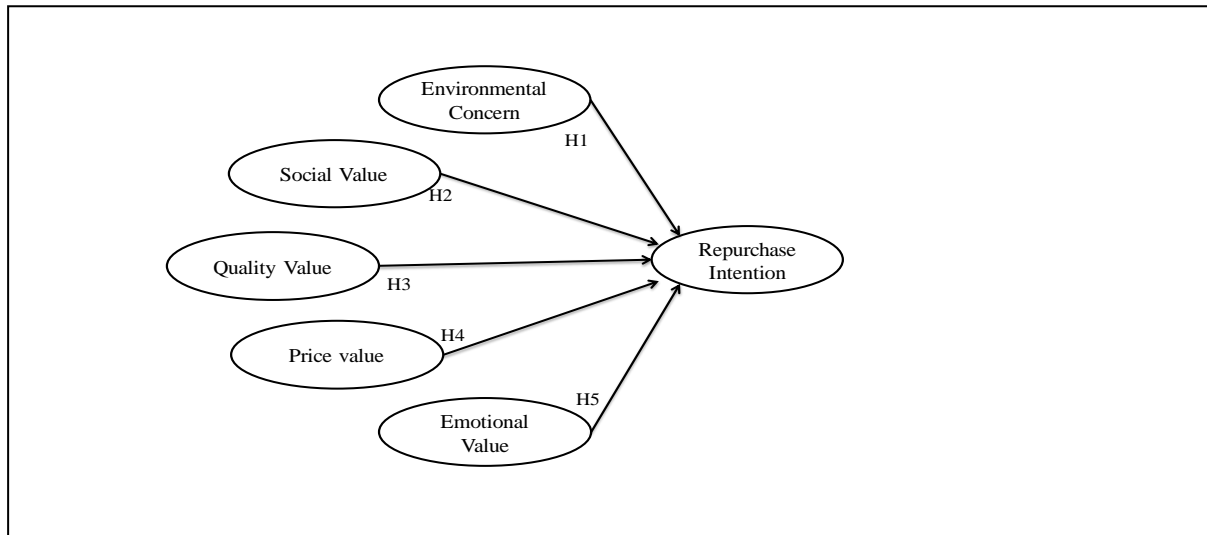 Environmental
Concern
H1
Social Value
H2
Repurchase
Intention
Quality Value
H3
H4
Price value
H5
Emotional
Value